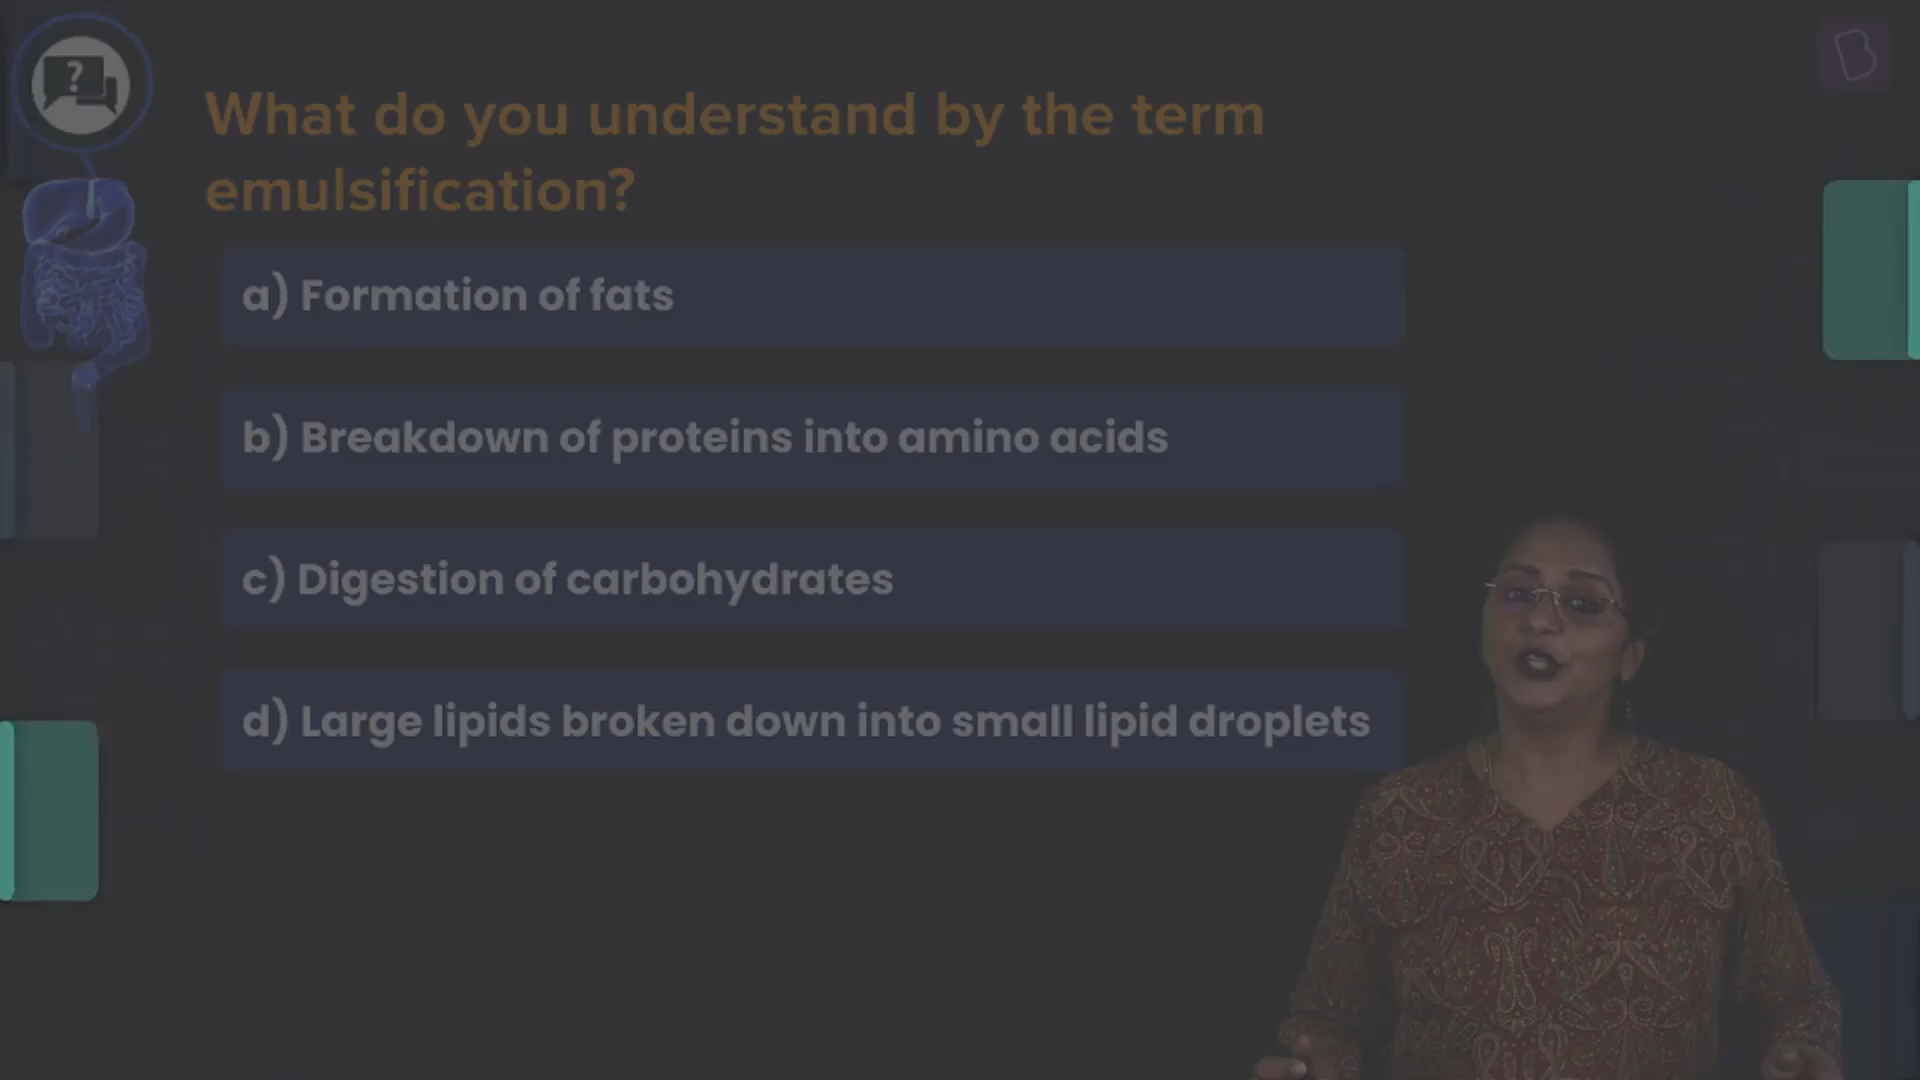 ?
What do you understand by the term
emulsification?
a) Formation of fats
b) Breakdown of proteins into amino acids
c) Digestion of carbohydrates
d) Large lipids broken down into small lipid droplets
B